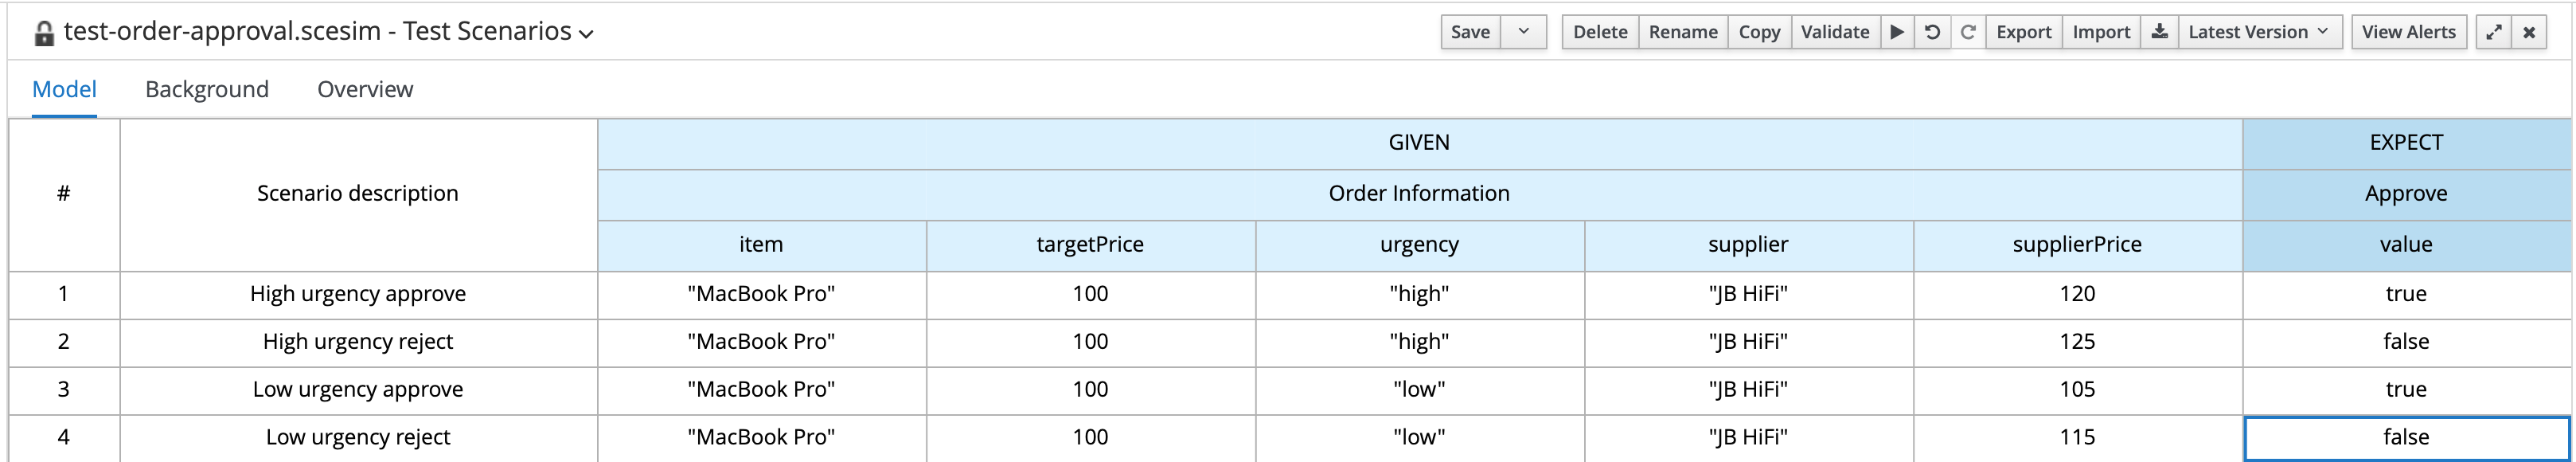 test-order-approval.scesim - Test Scenarios
Save Delete Rename Copy Validate Export Import Latest Version View Alerts
Model Background Overview
GIVEN EXPECT
# Scenario description Order Information Approve
item targetPrice urgency supplier supplierPrice value
1 High urgency approve "MacBook Pro" 100 "high" "JB HiFi" 120 true
2 High urgency reject "MacBook Pro" 100 "high" "JB HiFi" 125 false
3 Low urgency approve "MacBook Pro" 100 "low" "JB HiFi" 105 true
4 Low urgency reject "MacBook Pro" 100 "low" "JB HiFi" 115 false